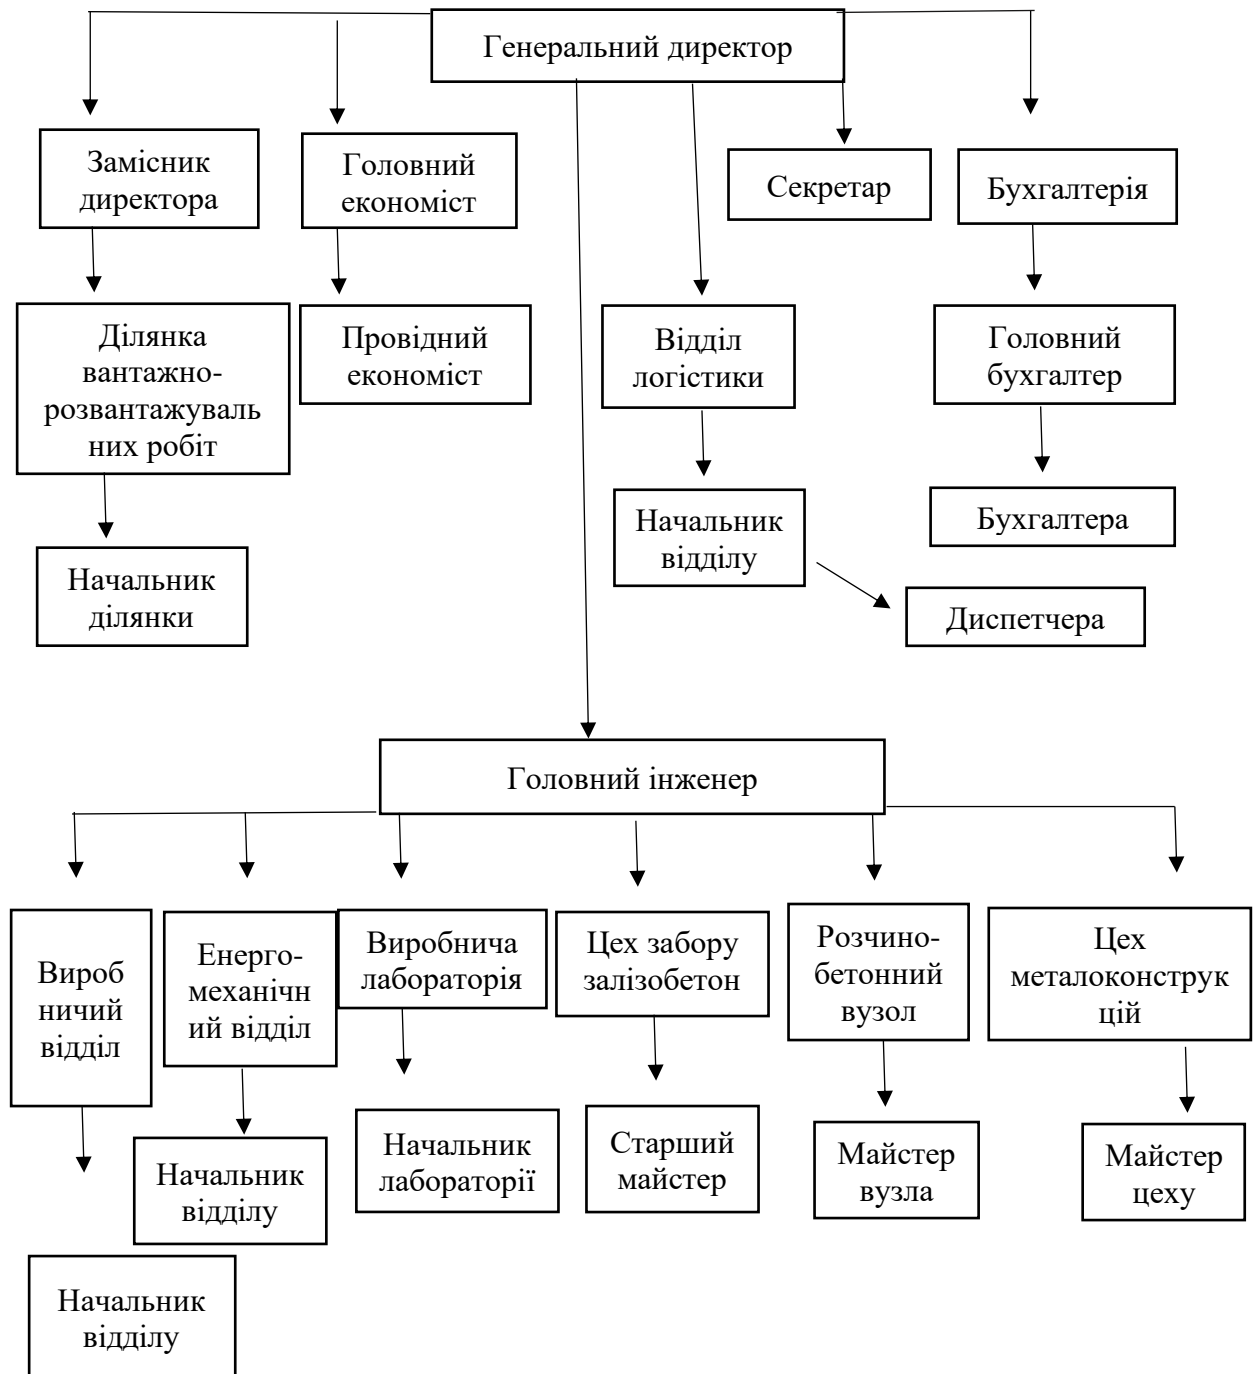 Генеральний директор
Замісник
директора
Головний
економіст
Секретар
Бухгалтерія
Ділянка
вантажно-
розвантажуваль
них робіт
Провідний
економіст
Відділ
логістики
Головний
бухгалтер
Начальник
відділу
Бухгалтера
Начальник
ділянки
Диспетчера
Головний інженер
Вироб
ничий
відділ
Енерго-
механічн
ий відділ
Виробнича
лабораторія
Цех забору
залізобетон
Розчино-
бетонний
вузол
Цех
металоконструк
цій
Начальник
відділу
Начальник
лабораторії
Старший
майстер
Майстер
вузла
Майстер
цеху
Начальник
відділу